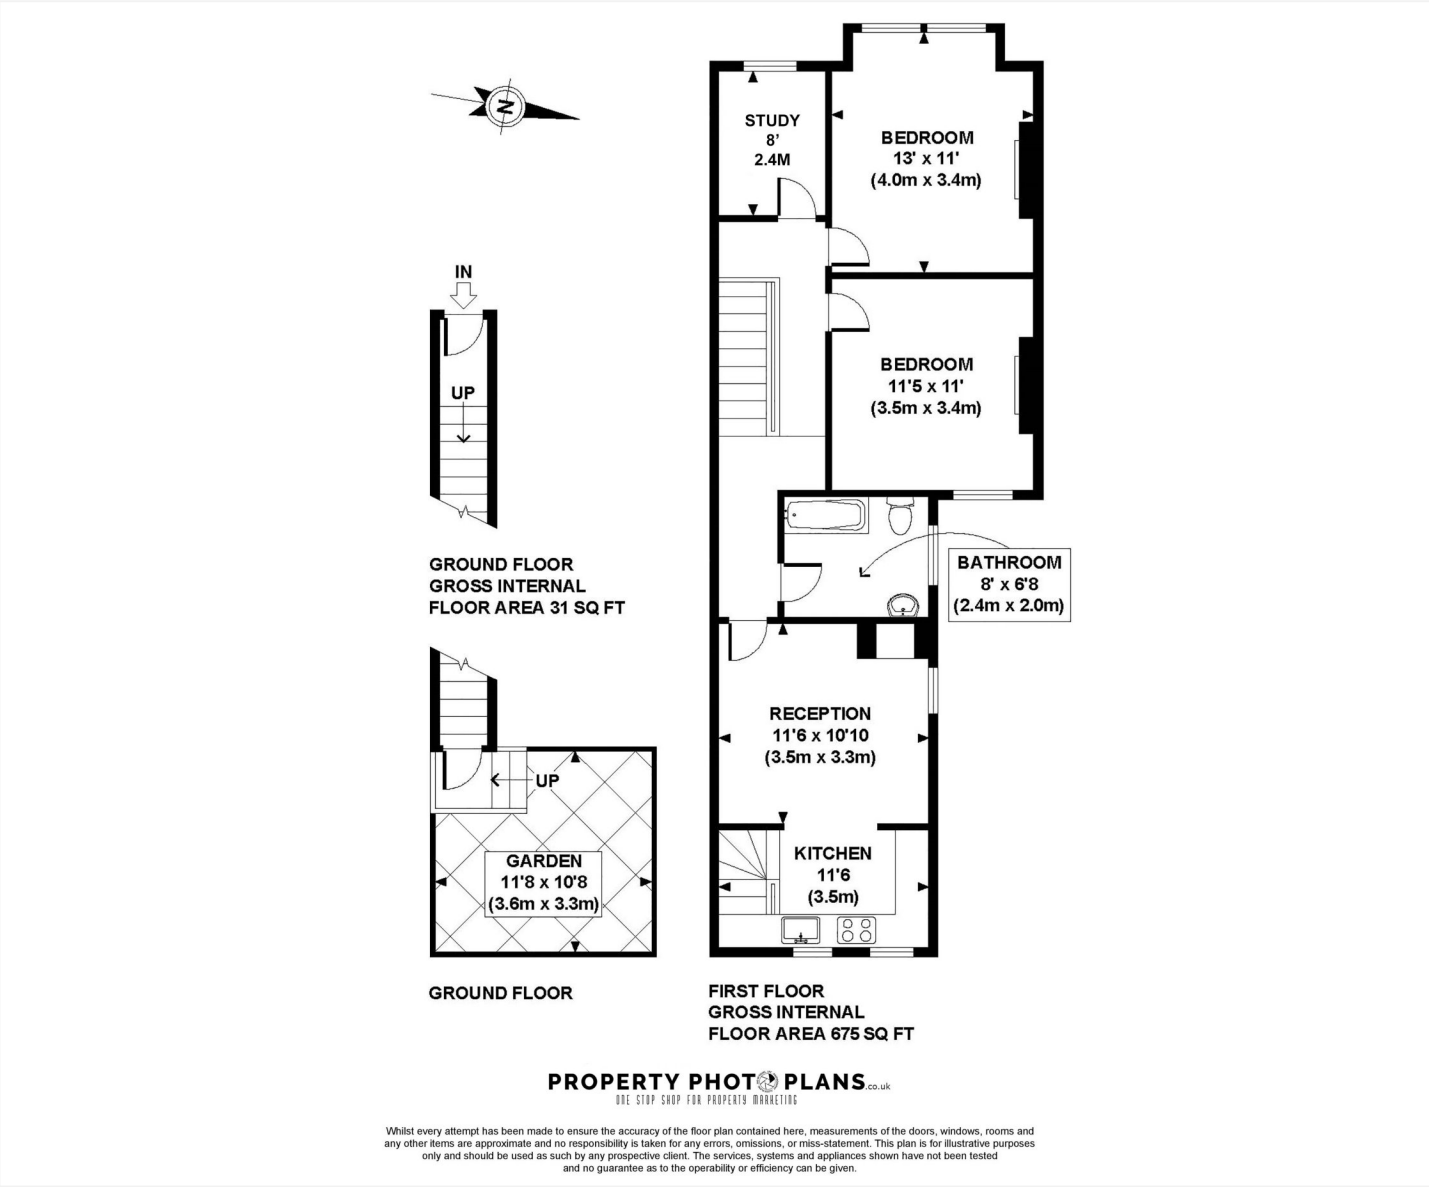 N
STUDY
8'
2.4M
BEDROOM
13' x 11'
(4.0m x 3.4m)
IN
UP
BEDROOM
11'5 x 11'
(3.5m x 3.4m)
GROUND FLOOR
GROSS INTERNAL
FLOOR AREA 31 SQ FT
BATHROOM
8' x 6'8
(2.4m x 2.0m)
RECEPTION
11'6 x 10'10
(3.5m x 3.3m)
UP
GARDEN
11'8 x 10'8
(3.6m x 3.3m)
KITCHEN
11'6
(3.5m)
GROUND FLOOR
FIRST FLOOR
GROSS INTERNAL
FLOOR AREA 675 SQ FT
PROPERTY PHOTO PLANS.co.uk
ONE STOP SHOP FOR PROPERTY MARKETING
Whilst every attempt has been made to ensure the accuracy of the floor plan contained here, measurements of the doors, windows, rooms and
any other items are approximate and no responsibility is taken for any errors, omissions, or miss-statement. This plan is for illustrative purposes
only and should be used as such by any prospective client. The services, systems and appliances shown have not been tested
and no guarantee as to the operability or efficiency can be given.